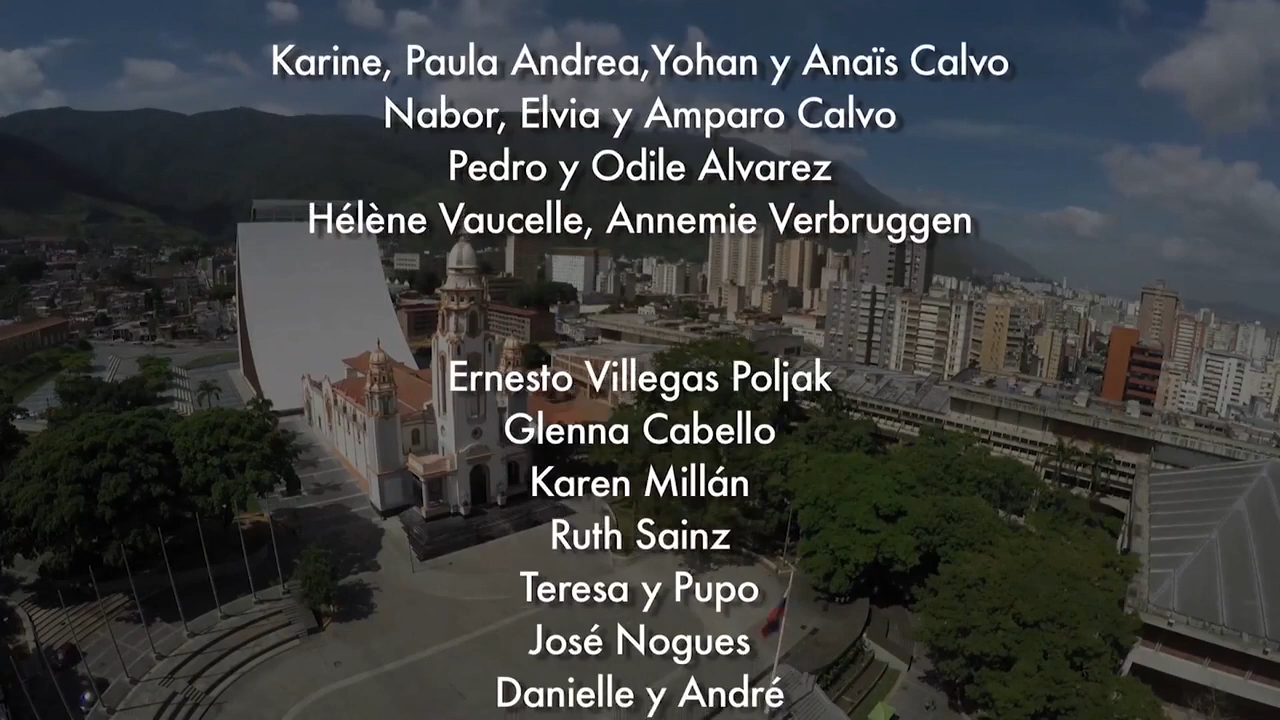 Karine, Paula Andrea,Yohan y Anaïs Calvo
Nabor, Elvia y Amparo Calvo
Pedro y Odile Alvarez
Hélène Vaucelle, Annemie Verbruggen
Ernesto Villegas Poljak
Glenna Cabello
Karen Millán
Ruth Sainz
Teresa y Pupo
José Nogues
Danielle y André